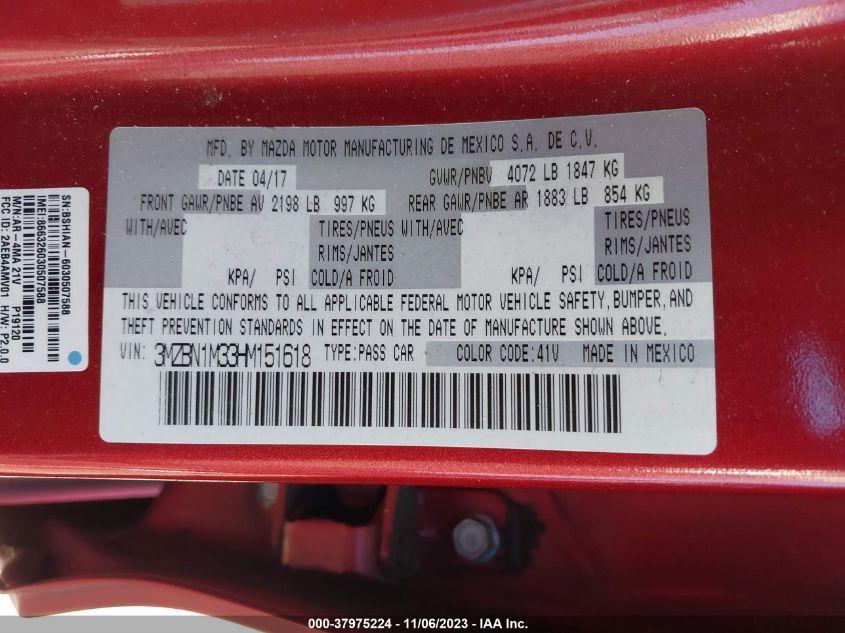 MFD. BY MAZDA MOTOR MANUFACTURING DE MEXICO S.A. DE C.V.
DATE 04/17 GVWR/PNBV 4072 LB 1847 KG
FRONT GAWR/PNBE AV 2198 LB 997 KG REAR GAWR/PNBE AR 1883 LB 854 KG
WITH/AVEC TIRES/PNEUS WITH/AVEC TIRES/PNEUS
RIMS/JANTES RIMS/JANTES
KPA/ PSI COLD/A FROID KPA/ PSI COLD/A FROID
THIS VEHICLE CONFORMS TO ALL APPLICABLE FEDERAL MOTOR VEHICLE SAFETY, BUMPER, AND
THEFT PREVENTION STANDARDS IN EFFECT ON THE DATE OF MANUFACTURE SHOWN ABOVE.
VIN: 3MZBN1M33HM151618 TYPE:PASS CAR COLOR CODE:41V MADE IN MEXICO
SN:BSHIAN-6030507588
IMEI:866326030507588
M/N:AR-4MA 21V P19120
FCC ID: 2AEB4AMV01 H/W: P2.0.0
000-37975224 - 11/06/2023 - IAA Inc.